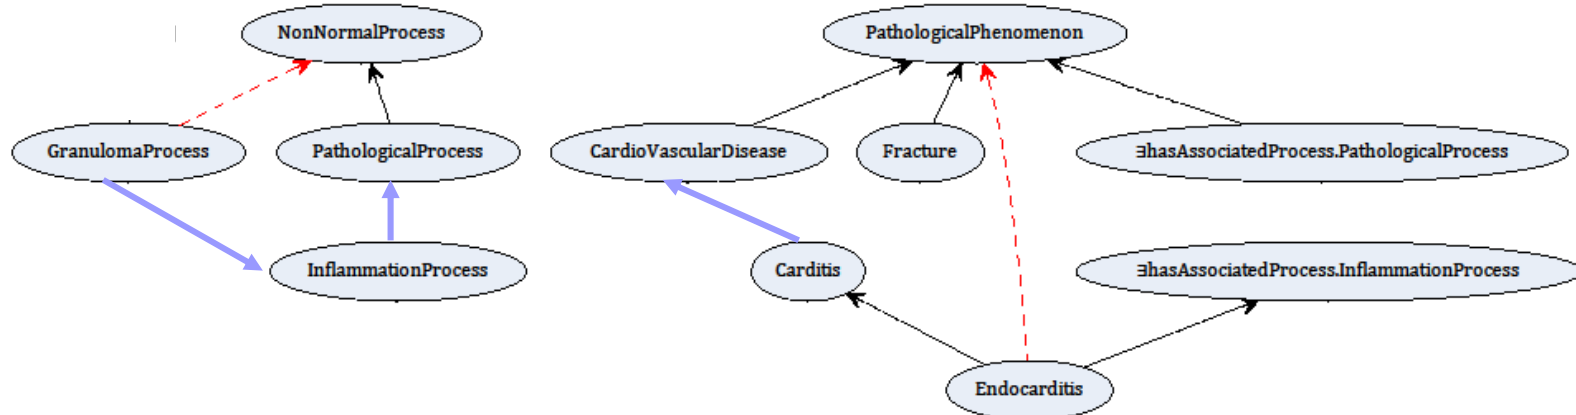 NonNormalProcess
PathologicalPhenomenon
GranulomaProcess
PathologicalProcess
CardioVascularDisease
Fracture
∃hasAssociatedProcess.PathologicalProcess
InflammationProcess
Carditis
∃hasAssociatedProcess.InflammationProcess
Endocarditis